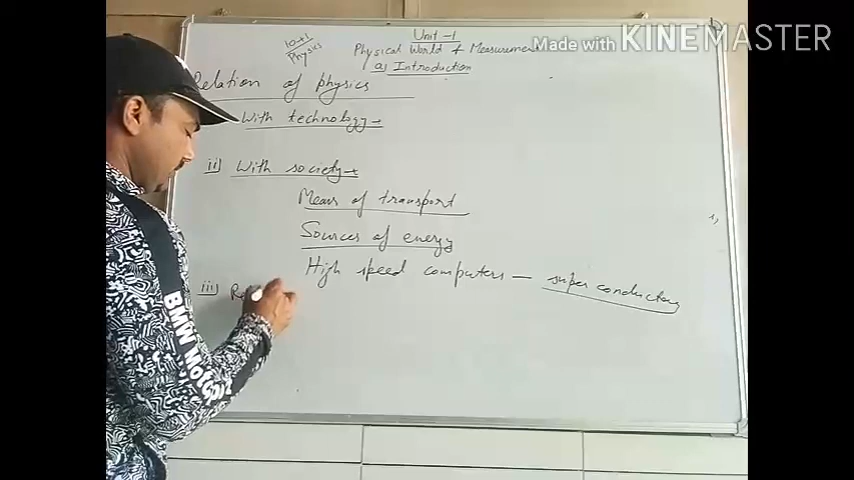 Unit-1
10+1
Physics
Physical World + Measurement
Made with KINEMASTER
a) Introduction
Relation of physics
With technology
ii) With society
Means of transport
Sources of energy
High speed computers — super conductors
iii) Re
BMW MOTO